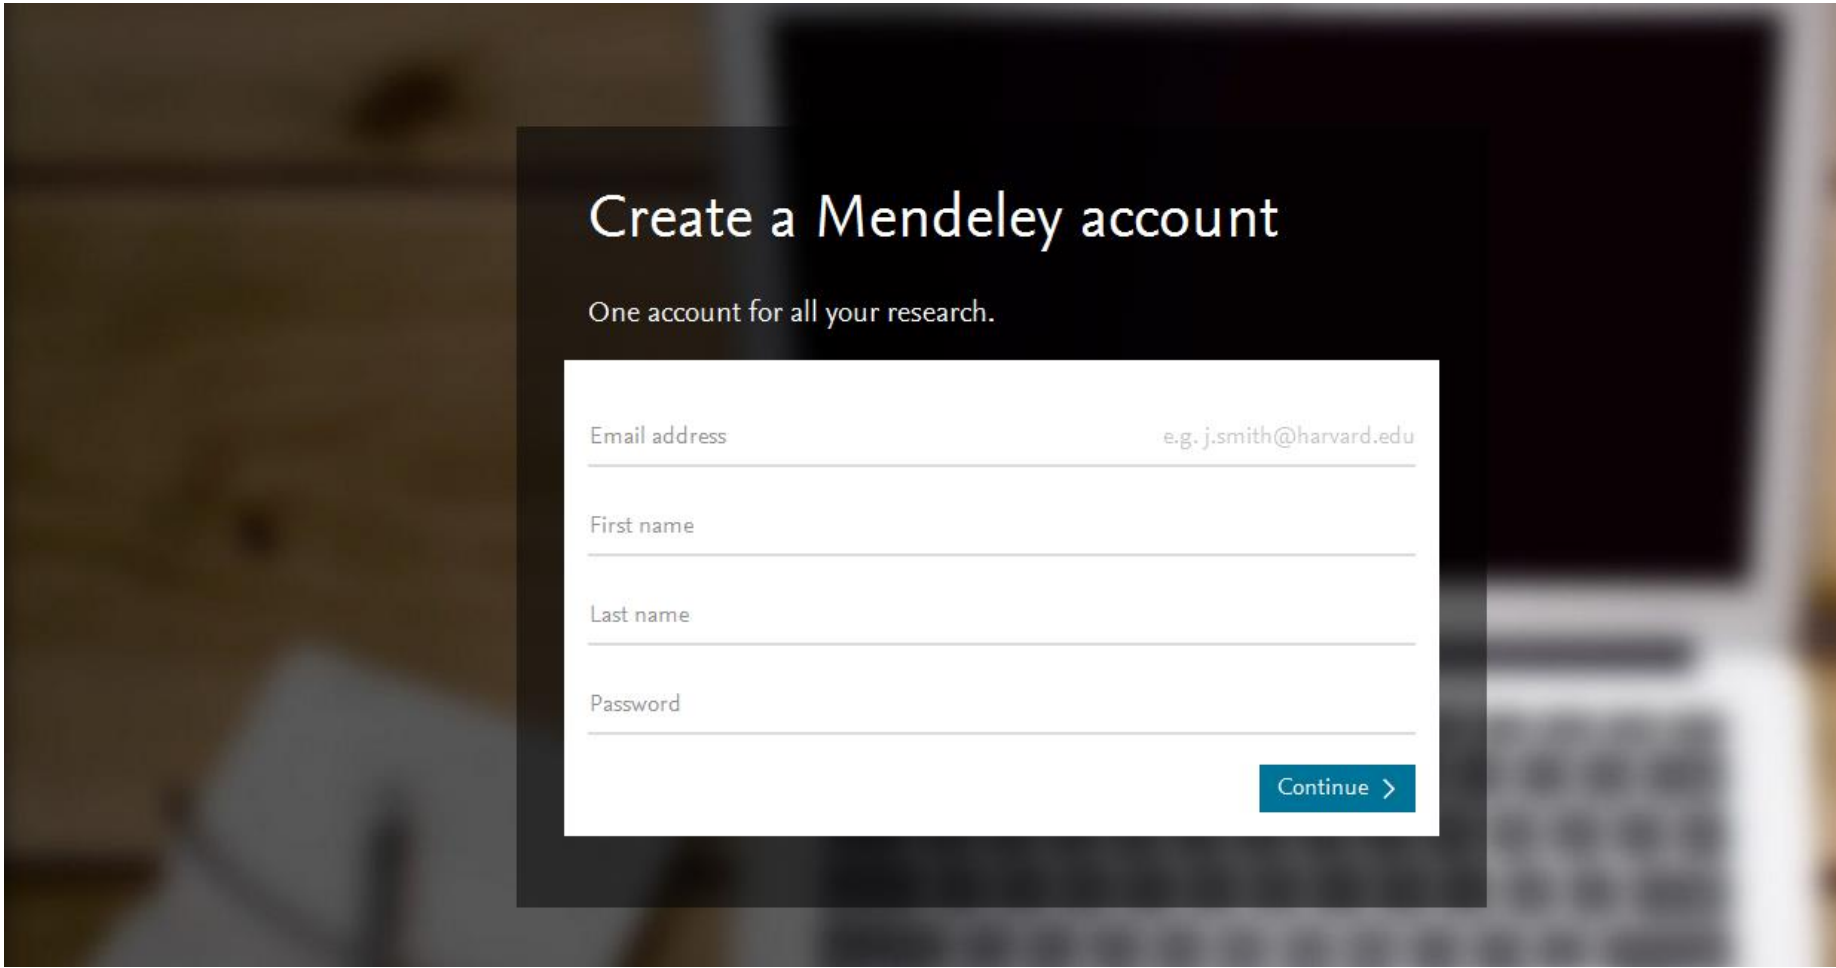 Create a Mendeley account
One account for all your research.
Email address e.g. j.smith@harvard.edu
First name
Last name
Password
Continue